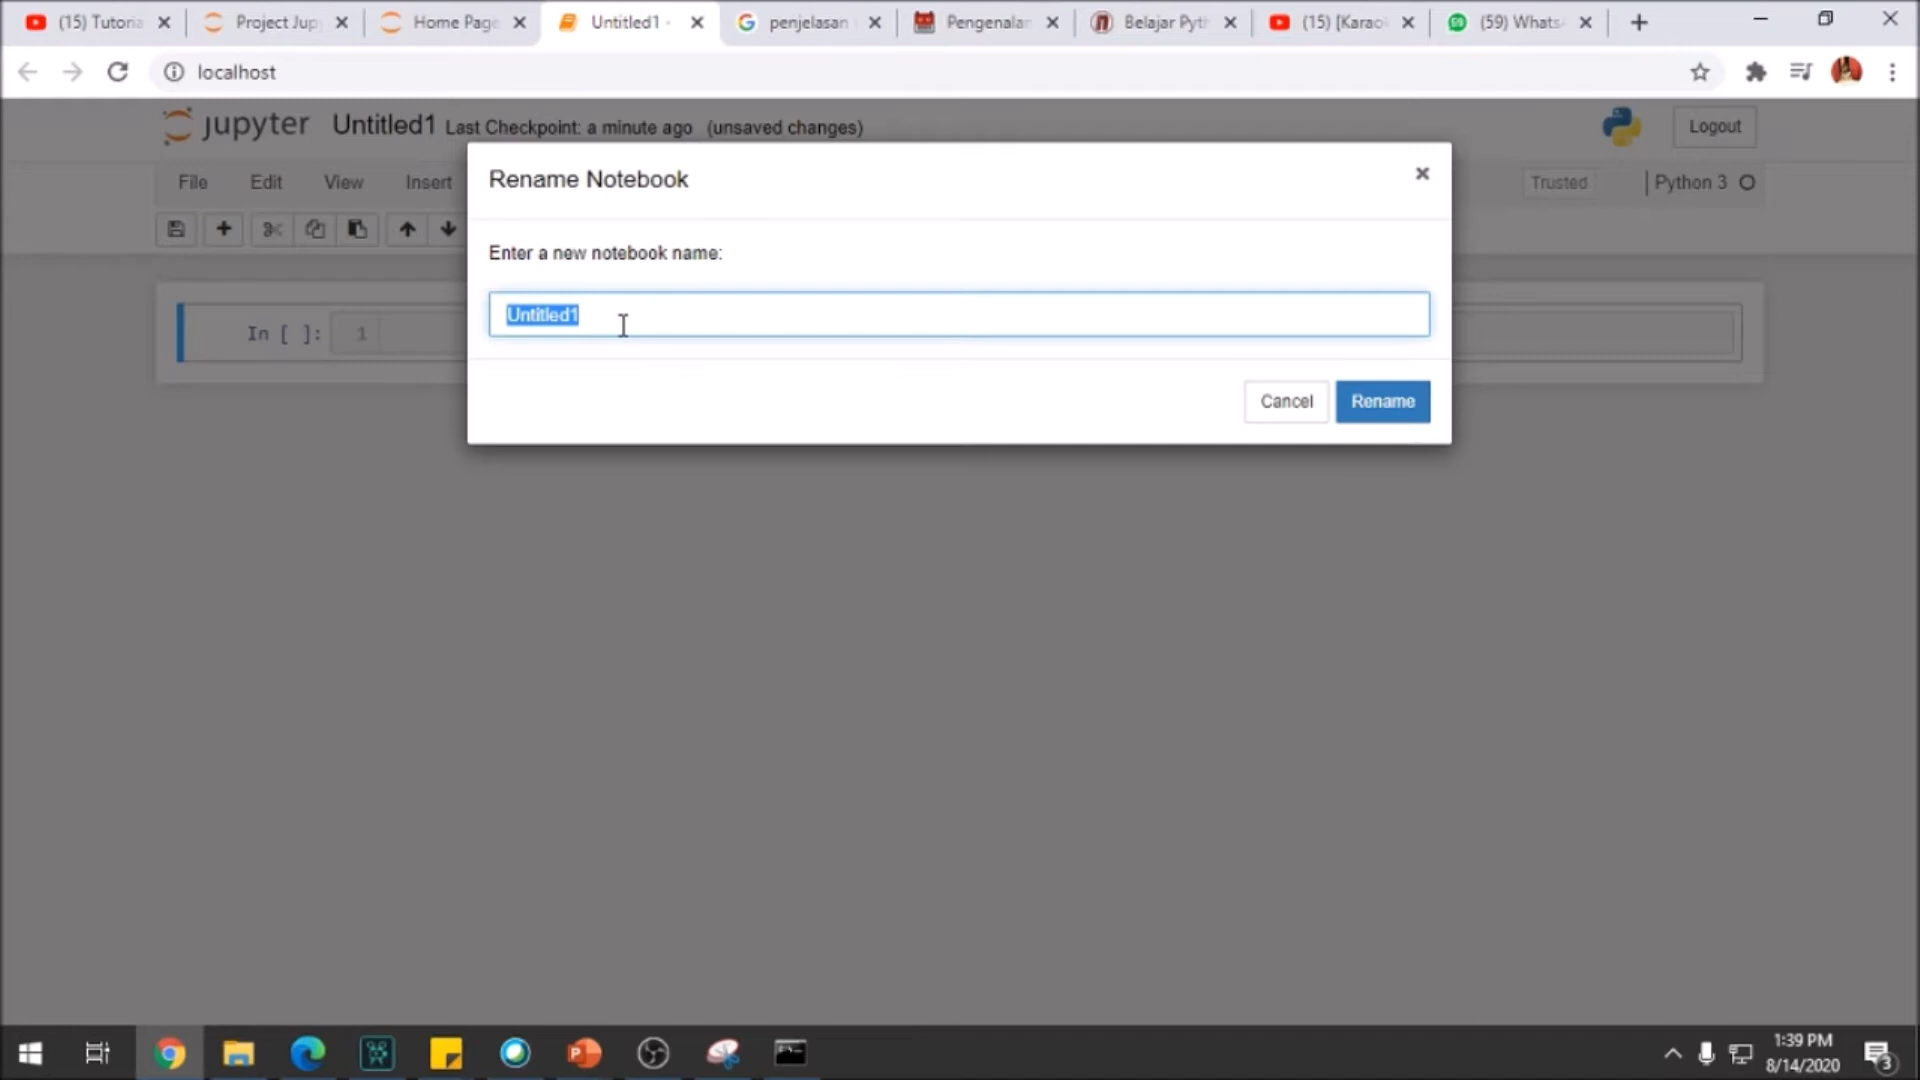 (15) Tutoria
Project Jup
Home Page
Untitled1 -
penjelasan
Pengenalan
Belajar Pyth
(15) [Karao
(59) Whats
localhost
jupyter Untitled1 Last Checkpoint: a minute ago (unsaved changes)
Logout
File Edit View Insert
Trusted
Python 3
Rename Notebook
Enter a new notebook name:
Untitled1
In [ ]: 1
Cancel
Rename
1:39 PM
8/14/2020
3